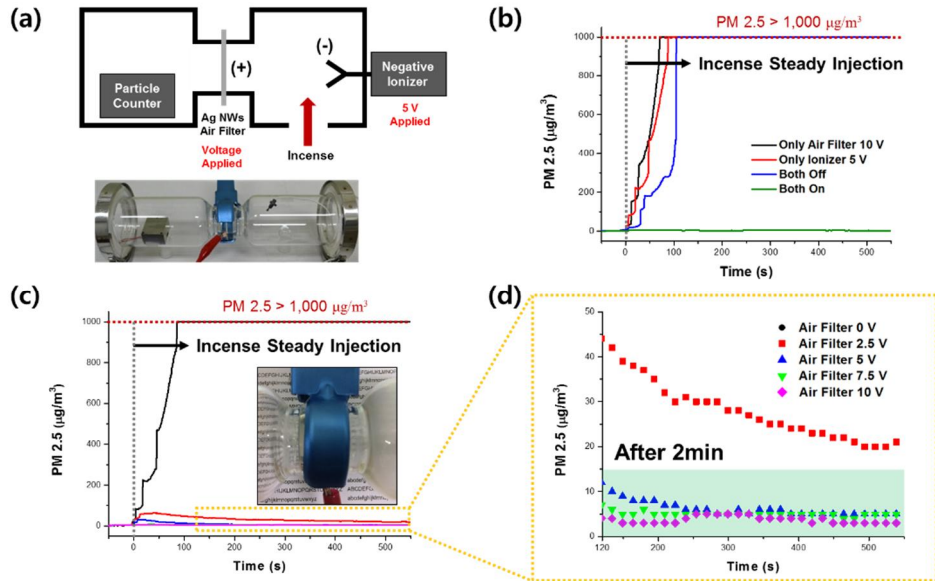 (a)
Particle
Counter
(+)
(-)
Negative
Ionizer
5 V
Applied
Ag NWs
Air Filter
Voltage
Applied
Incense
(b)
PM 2.5 > 1,000 μg/m³
Incense Steady Injection
PM 2.5 (μg/m³)
1000
800
600
400
200
0
Only Air Filter 10 V
Only Ionizer 5 V
Both Off
Both On
0 100 200 300 400 500
Time (s)
(c)
PM 2.5 > 1,000 μg/m³
Incense Steady Injection
PM 2.5 (μg/m³)
1000
800
600
400
200
0
0 100 200 300 400 500
Time (s)
(d)
PM 2.5 (μg/m³)
50
40
30
20
10
0
Air Filter 0 V
Air Filter 2.5 V
Air Filter 5 V
Air Filter 7.5 V
Air Filter 10 V
After 2min
120 200 300 400 500
Time (s)